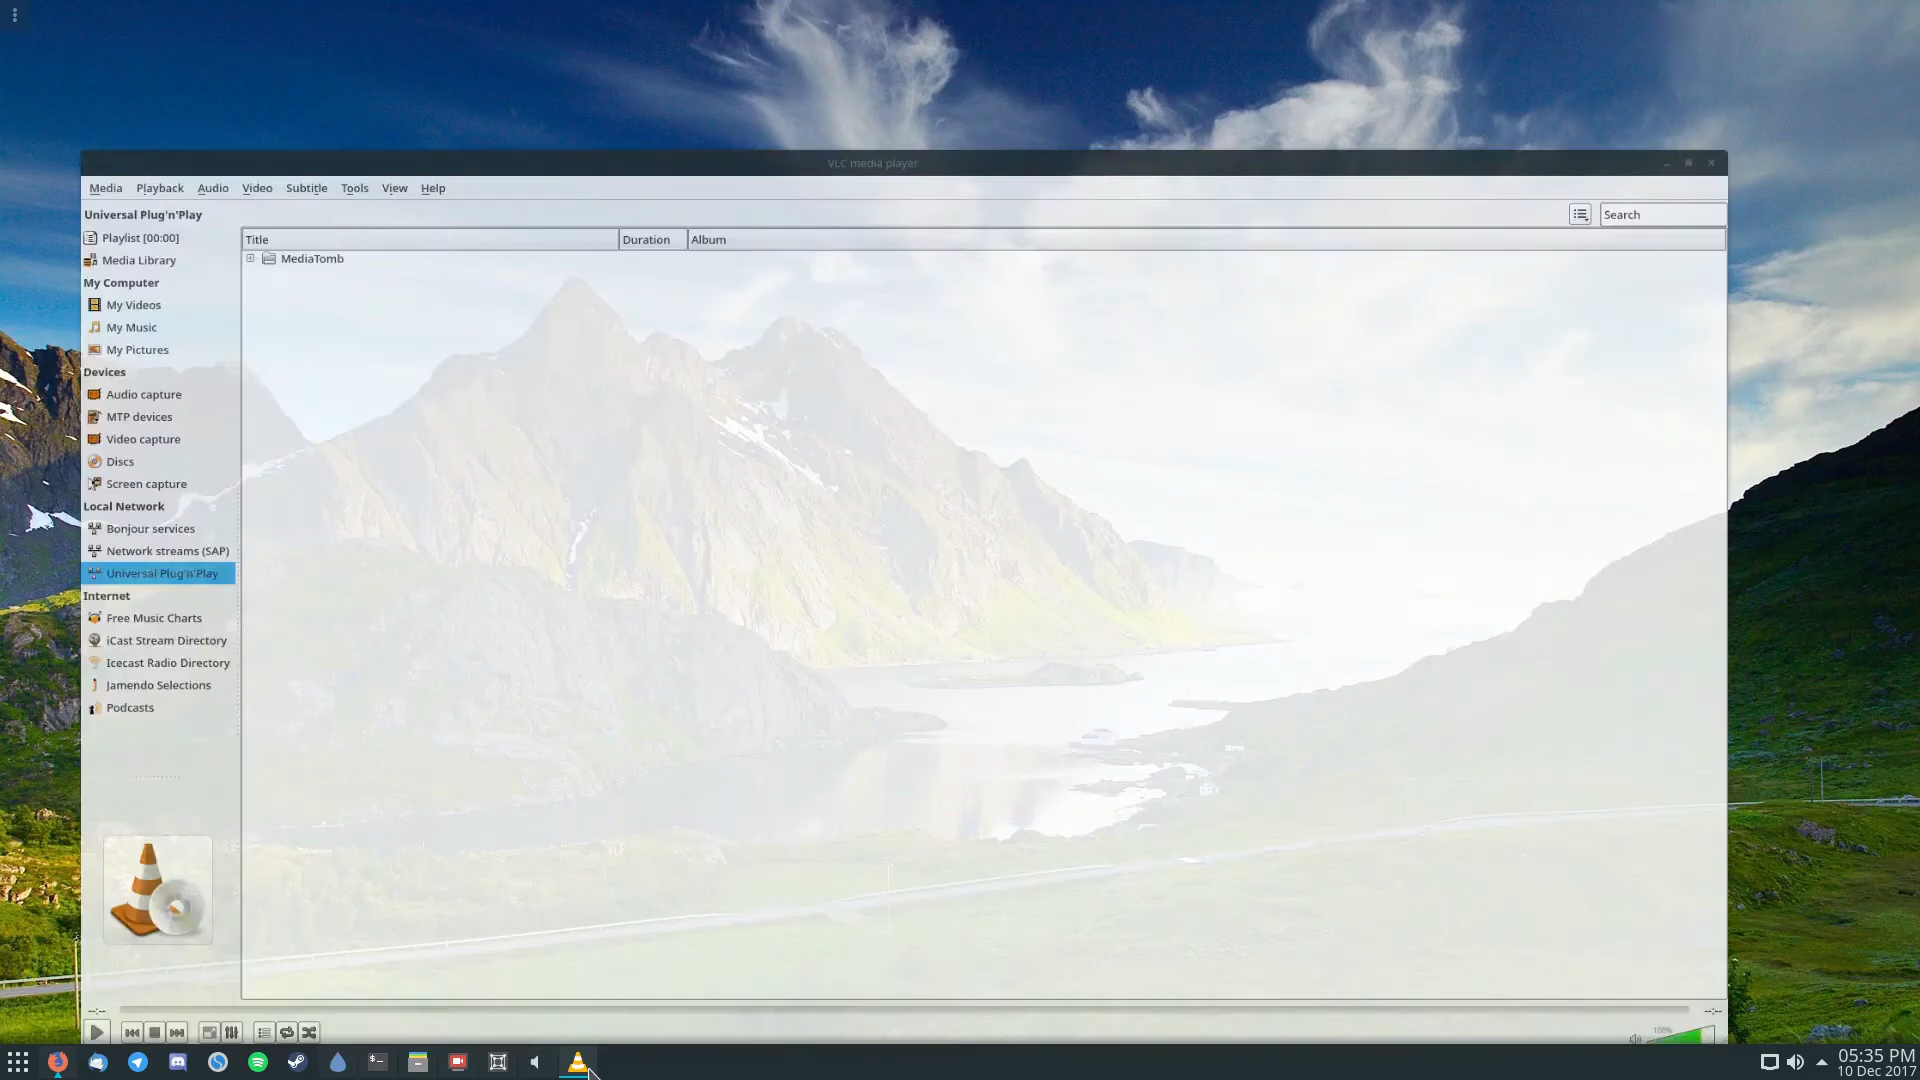 VLC media player
Media Playback Audio Video Subtitle Tools View Help
Universal Plug'n'Play
Search
Playlist [00:00]
Media Library
My Computer
My Videos
My Music
My Pictures
Devices
Audio capture
MTP devices
Video capture
Discs
Screen capture
Local Network
Bonjour services
Network streams (SAP)
Universal Plug'n'Play
Internet
Free Music Charts
iCast Stream Directory
Icecast Radio Directory
Jamendo Selections
Podcasts
Title Duration Album
MediaTomb
--:-- --:--
100%
05:35 PM
10 Dec 2017